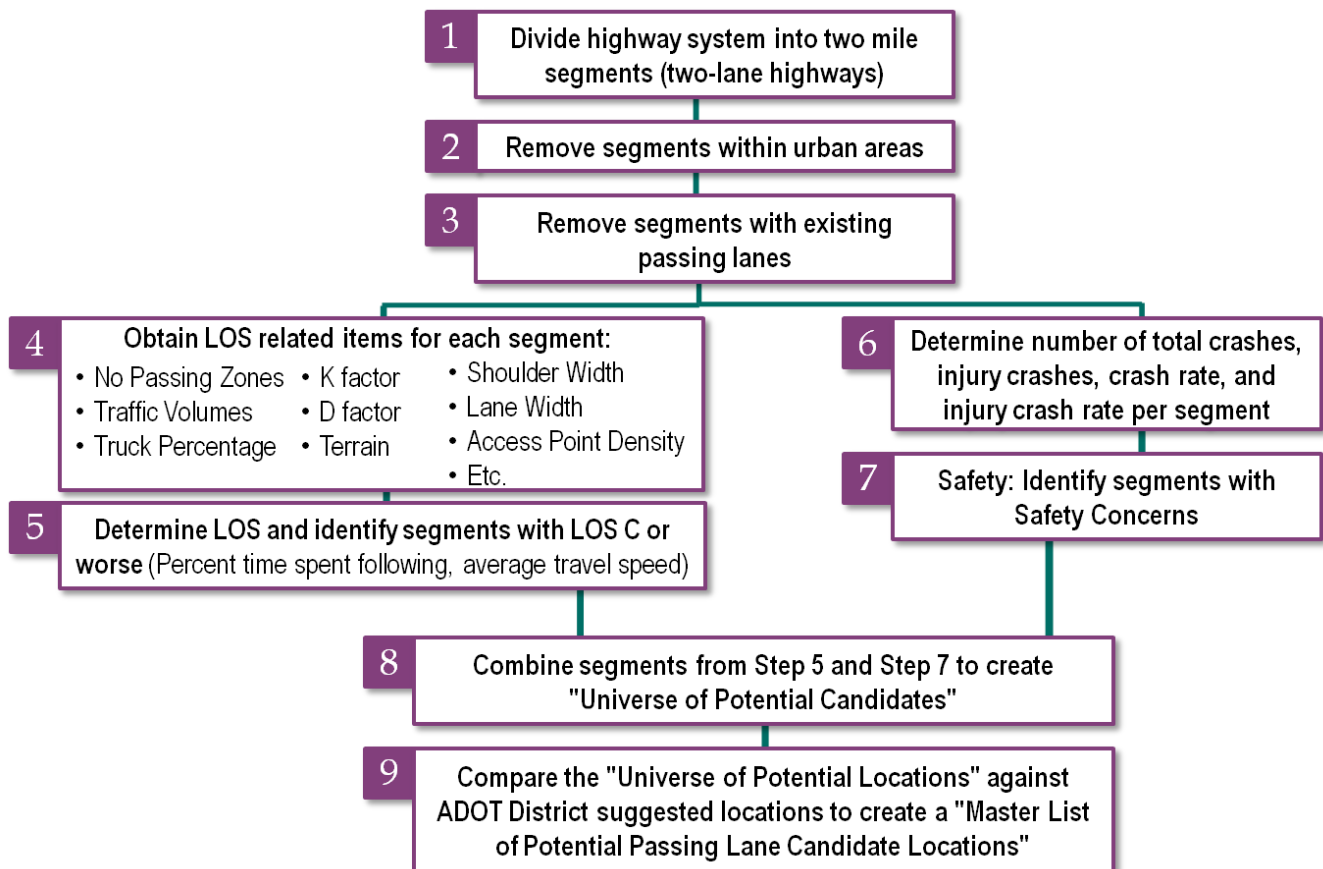 1
Divide highway system into two mile
segments (two-lane highways)
2
Remove segments within urban areas
3
Remove segments with existing
passing lanes
4
Obtain LOS related items for each segment:
• No Passing Zones
• Traffic Volumes
• Truck Percentage
• K factor
• D factor
• Terrain
• Shoulder Width
• Lane Width
• Access Point Density
• Etc.
5
Determine LOS and identify segments with LOS C or
worse (Percent time spent following, average travel speed)
6
Determine number of total crashes,
injury crashes, crash rate, and
injury crash rate per segment
7
Safety: Identify segments with
Safety Concerns
8
Combine segments from Step 5 and Step 7 to create
"Universe of Potential Candidates"
9
Compare the "Universe of Potential Locations" against
ADOT District suggested locations to create a "Master List
of Potential Passing Lane Candidate Locations"